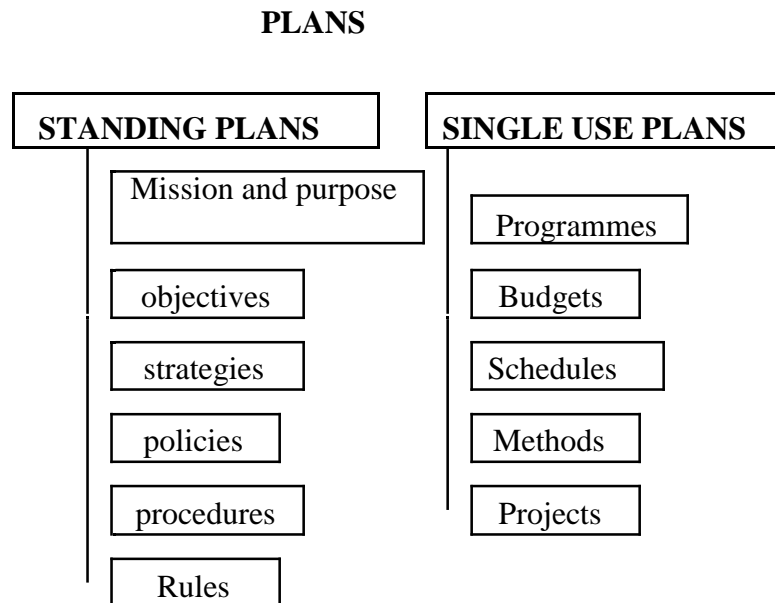 PLANS
STANDING PLANS
Mission and purpose
objectives
strategies
policies
procedures
Rules
SINGLE USE PLANS
Programmes
Budgets
Schedules
Methods
Projects